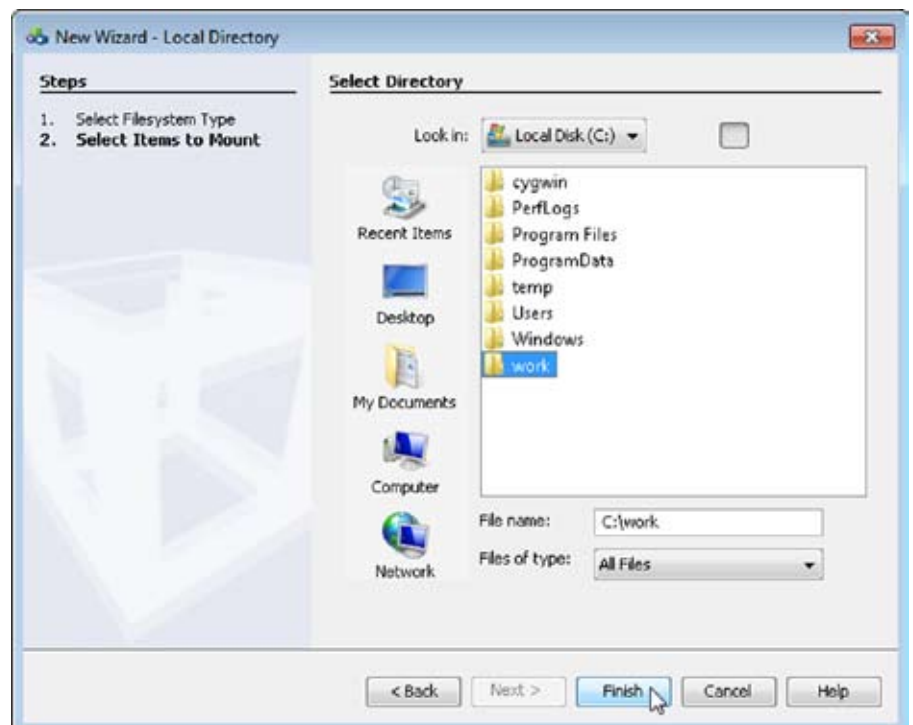 New Wizard - Local Directory
Steps
1. Select Filesystem Type
2. Select Items to Mount
Select Directory
Look in: Local Disk (C:)
Recent Items
Desktop
My Documents
Computer
Network
cygwin
PerfLogs
Program Files
ProgramData
temp
Users
Windows
work
File name: C:\work
Files of type: All Files
< Back Next > Finish Cancel Help